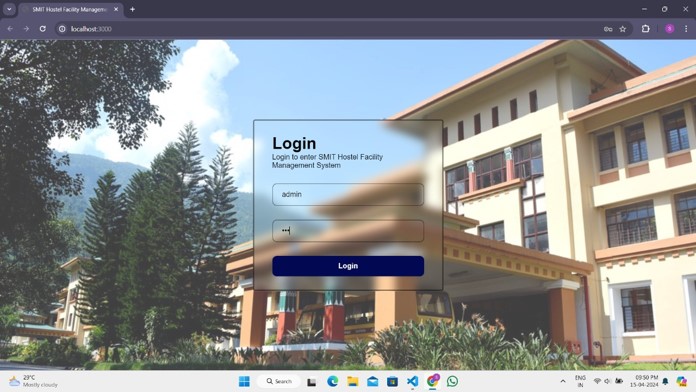 SMIT Hostel Facility Managem
localhost:3000
Login
Login to enter SMIT Hostel Facility
Management System
admin
•••
Login
29°C
Mostly cloudy
Search
ENG
IN
09:50 PM
15-04-2024